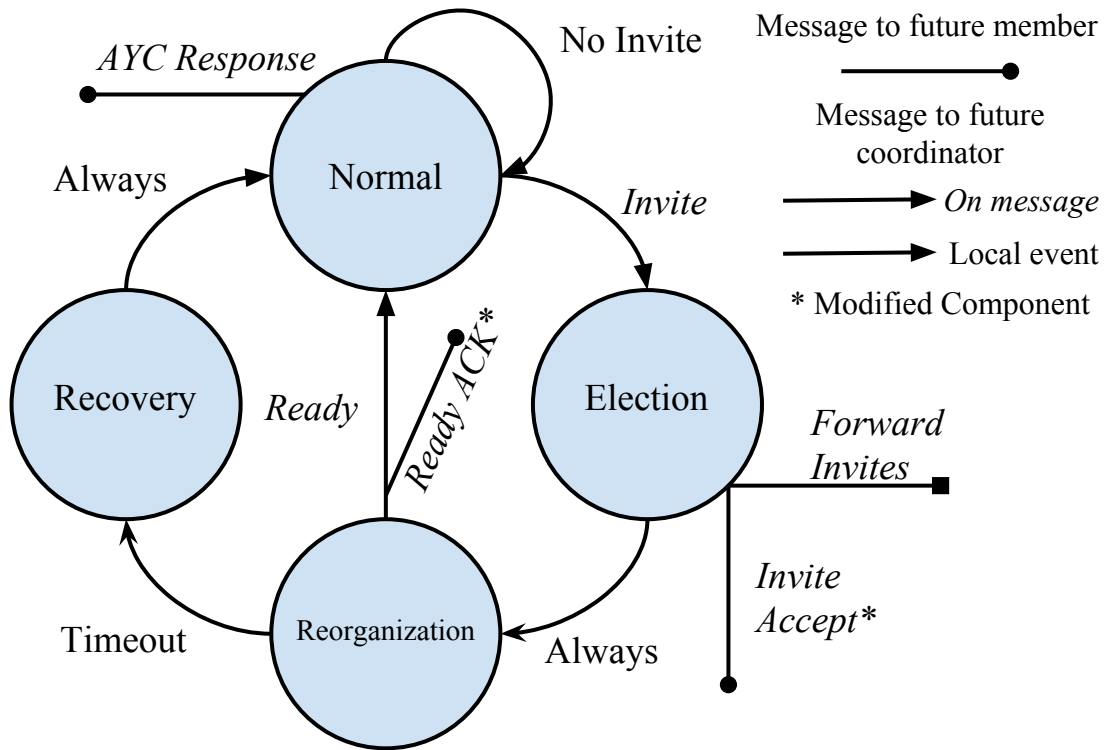 AYC Response
No Invite
Message to future member
Message to future
coordinator
Always
Normal
Invite
On message
Local event
* Modified Component
Recovery
Ready
Ready ACK*
Election
Forward
Invites
Invite
Accept*
Timeout
Reorganization
Always